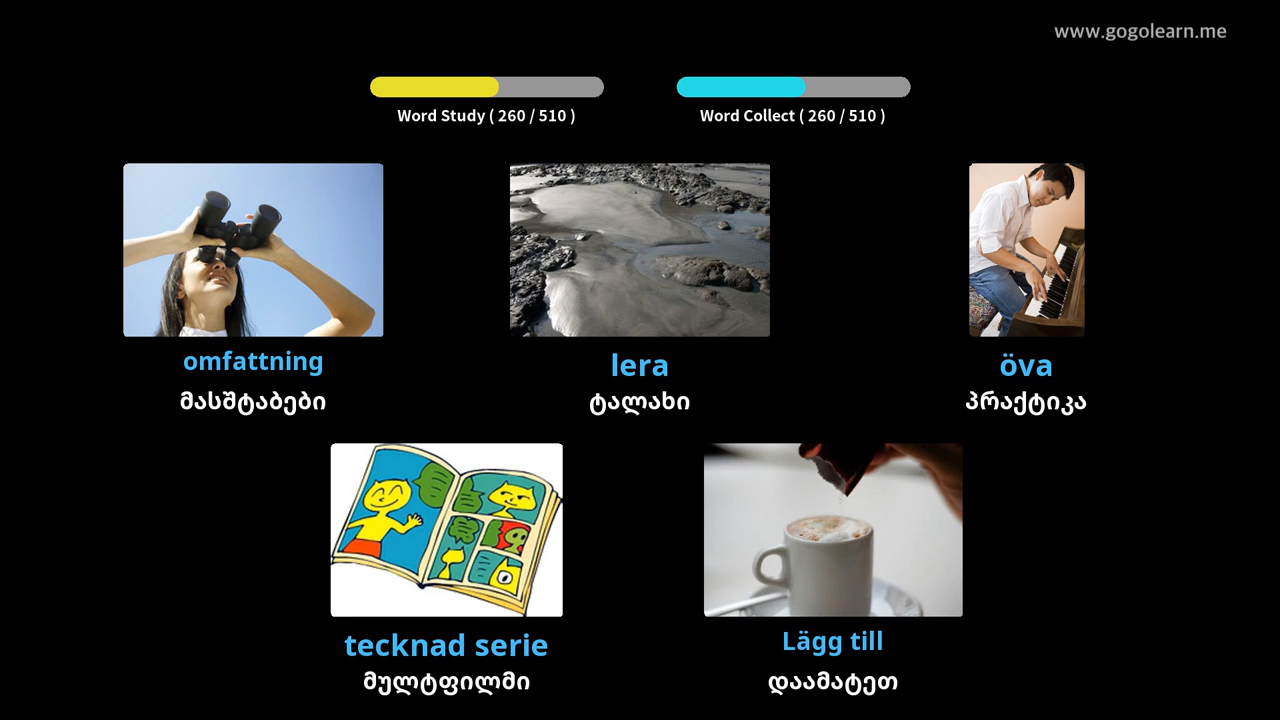 www.gogolearn.me
Word Study ( 260 / 510 )
Word Collect ( 260 / 510 )
omfattning
მასშტაბები
lera
ტალახი
öva
პრაქტიკა
tecknad serie
მულტფილმი
Lägg till
დაამატეთ